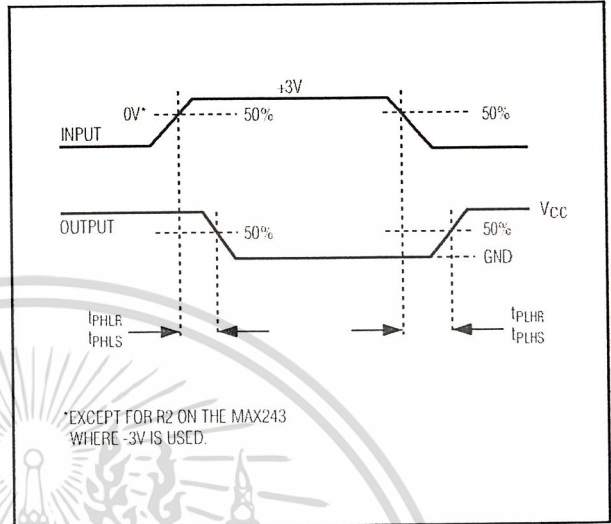 +3V
0V* 50% 50%
INPUT
VCC
OUTPUT 50% 50%
GND
tPHLR tPLHR
tPHLS tPLHS
*EXCEPT FOR R2 ON THE MAX243
WHERE -3V IS USED.